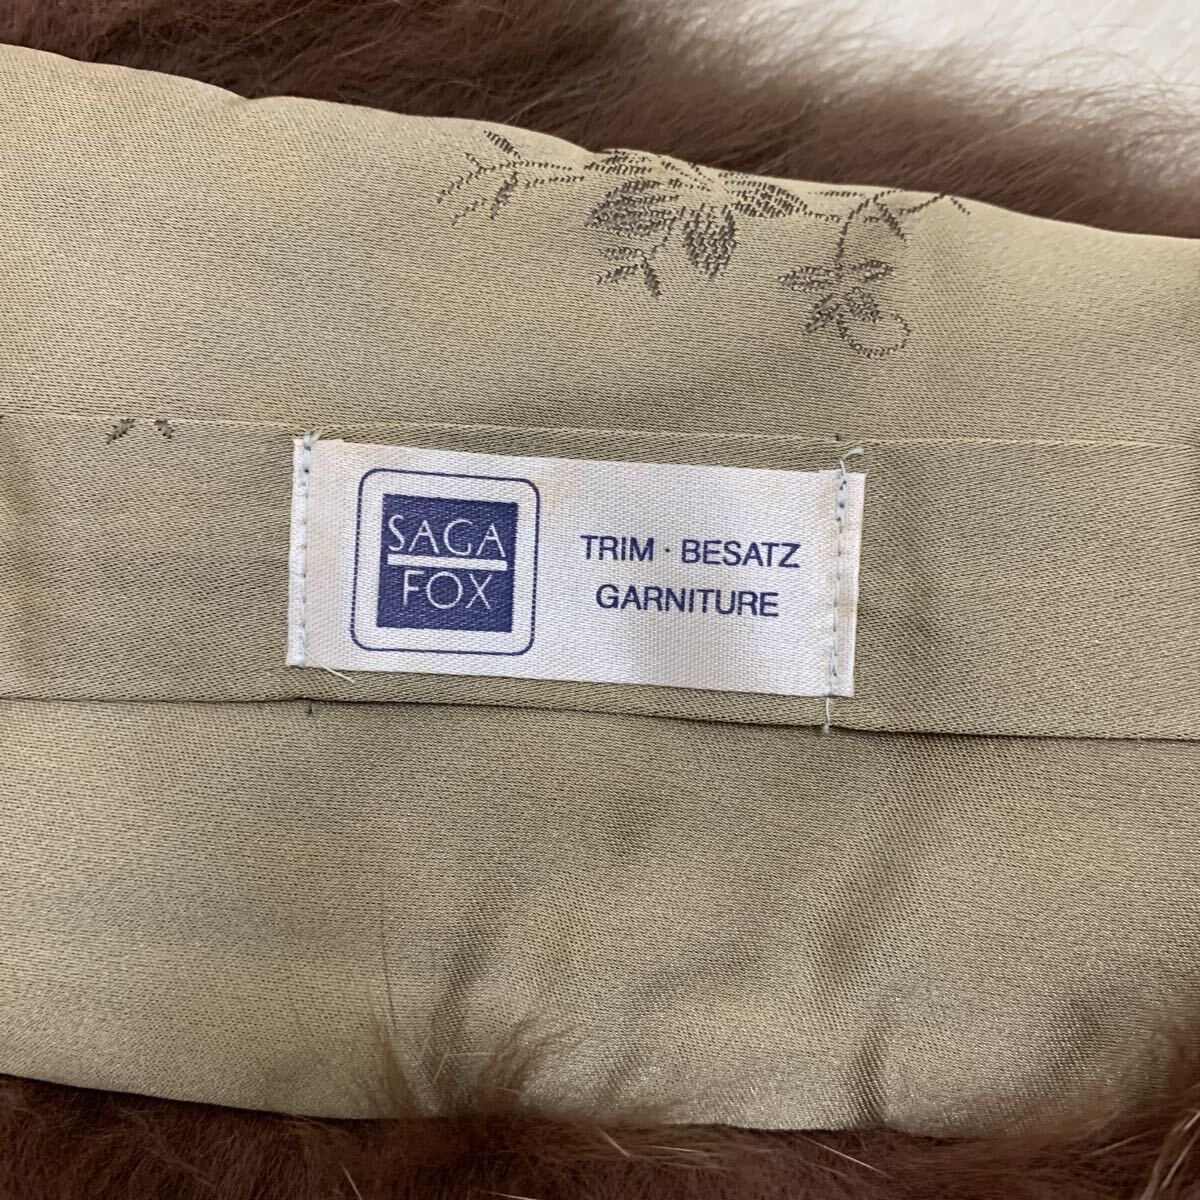 SAGA
FOX
TRIM · BESATZ
GARNITURE